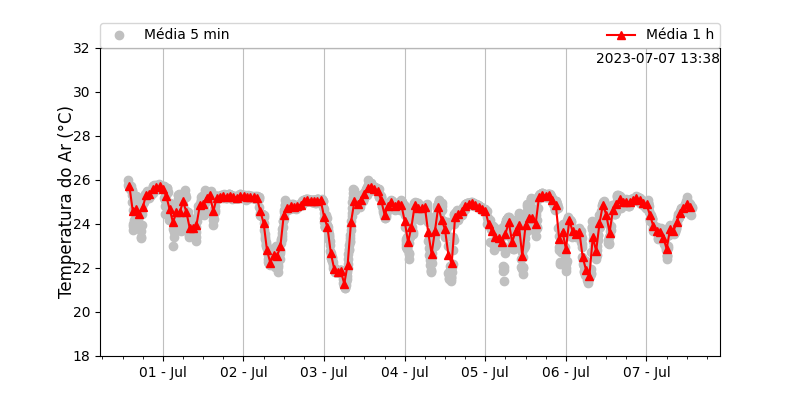 Média 5 min
Média 1 h
2023-07-07 13:38
Temperatura do Ar (°C)
32
30
28
26
24
22
20
18
01 - Jul
02 - Jul
03 - Jul
04 - Jul
05 - Jul
06 - Jul
07 - Jul